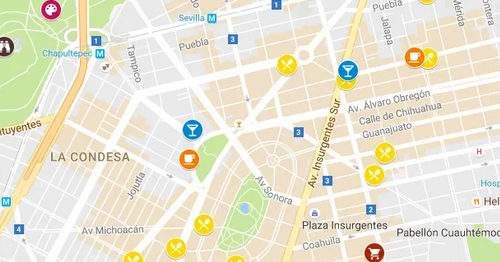 Sevilla M
Puebla
3
1
Chapultepec M
Tampico
Puebla
1
Jalapa
Mérida
Av. Álvaro Obregón
Calle de Chihuahua
Guanajuato
3
tuyentes
LA CONDESA
Av. Insurgentes Sur
Jojutla
Av Sonora
3
M
H
Hel
2
4
Av Michoacán
Plaza Insurgentes
Coahuila
Pabellón Cuauhtémoc